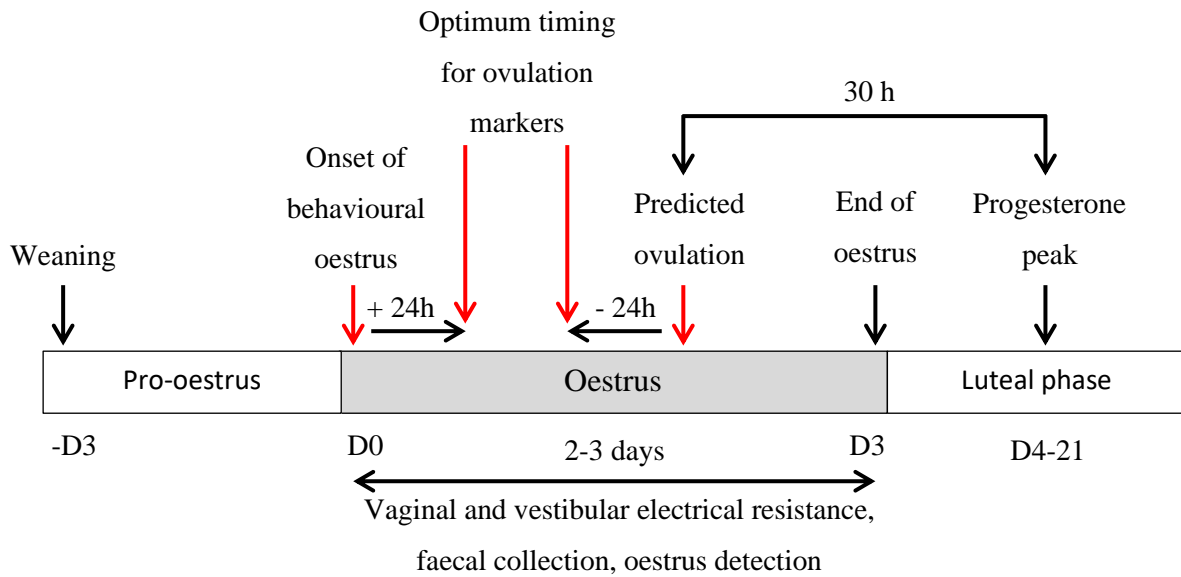 Optimum timing
for ovulation
markers
30 h
Onset of
behavioural
oestrus
Predicted
ovulation
End of
oestrus
Progesterone
peak
Weaning
+ 24h
- 24h
Pro-oestrus
Oestrus
Luteal phase
-D3
D0
2-3 days
D3
D4-21
Vaginal and vestibular electrical resistance,
faecal collection, oestrus detection